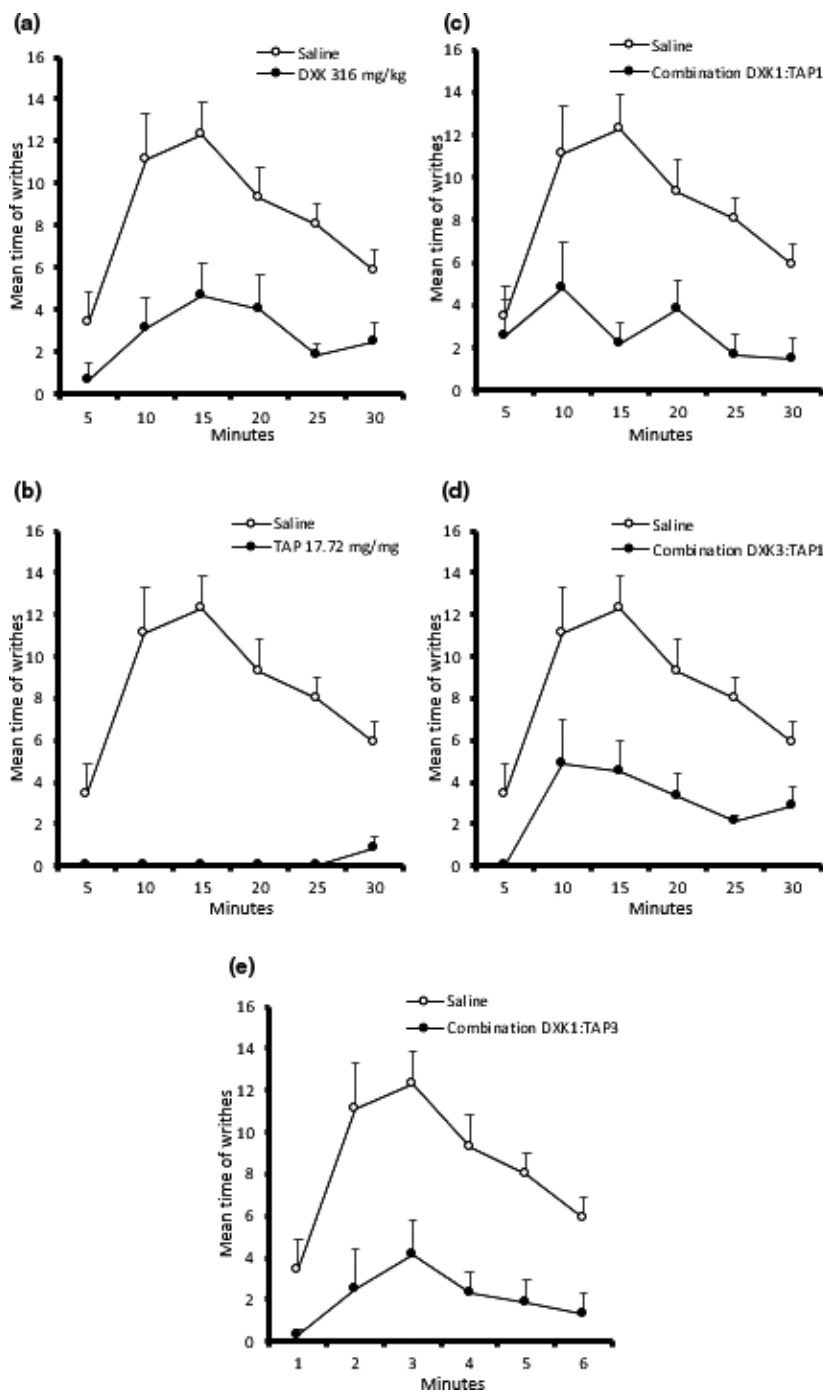 (a)
Saline
DXK 316 mg/kg
16
14
12
10
8
6
4
2
0
Mean time of writhes
5 10 15 20 25 30
Minutes
(c)
Saline
Combination DXK1:TAP1
16
14
12
10
8
6
4
2
0
Mean time of writhes
5 10 15 20 25 30
Minutes
(b)
Saline
TAP 17.72 mg/mg
16
14
12
10
8
6
4
2
0
Mean time of writhes
5 10 15 20 25 30
Minutes
(d)
Saline
Combination DXK3:TAP1
16
14
12
10
8
6
4
2
0
Mean time of writhes
5 10 15 20 25 30
Minutes
(e)
Saline
Combination DXK1:TAP3
16
14
12
10
8
6
4
2
0
Mean time of writhes
1 2 3 4 5 6
Minutes